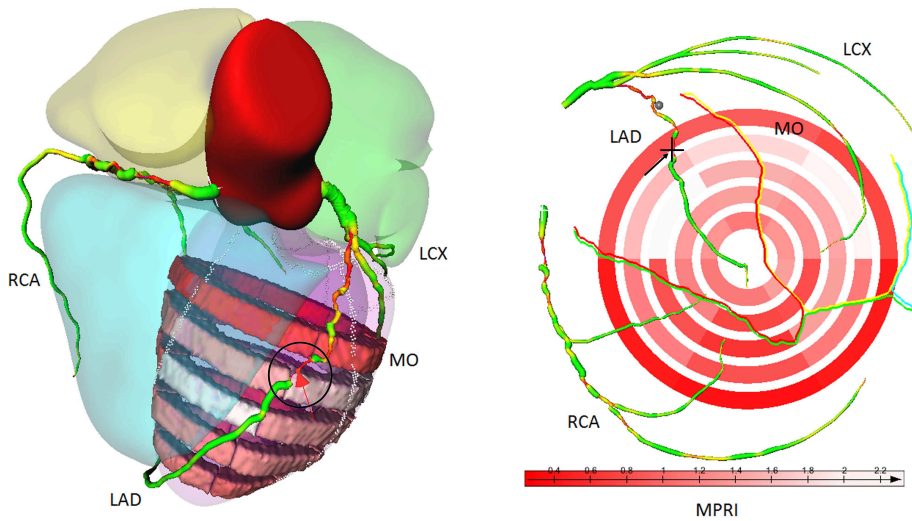 RCA
LCX
MO
LAD
LCX
LAD
MO
RCA
0.4 0.6 0.8 1 1.2 1.4 1.6 1.8 2 2.2
MPRI